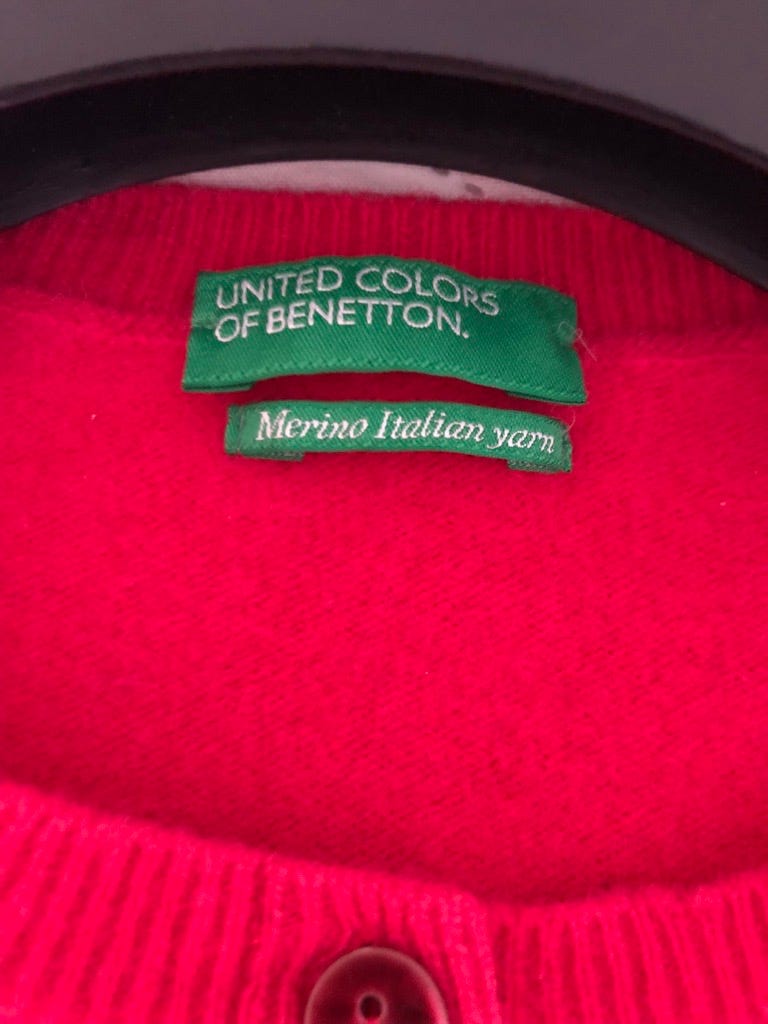 UNITED COLORS
OF BENETTON.
Merino Italian yarn